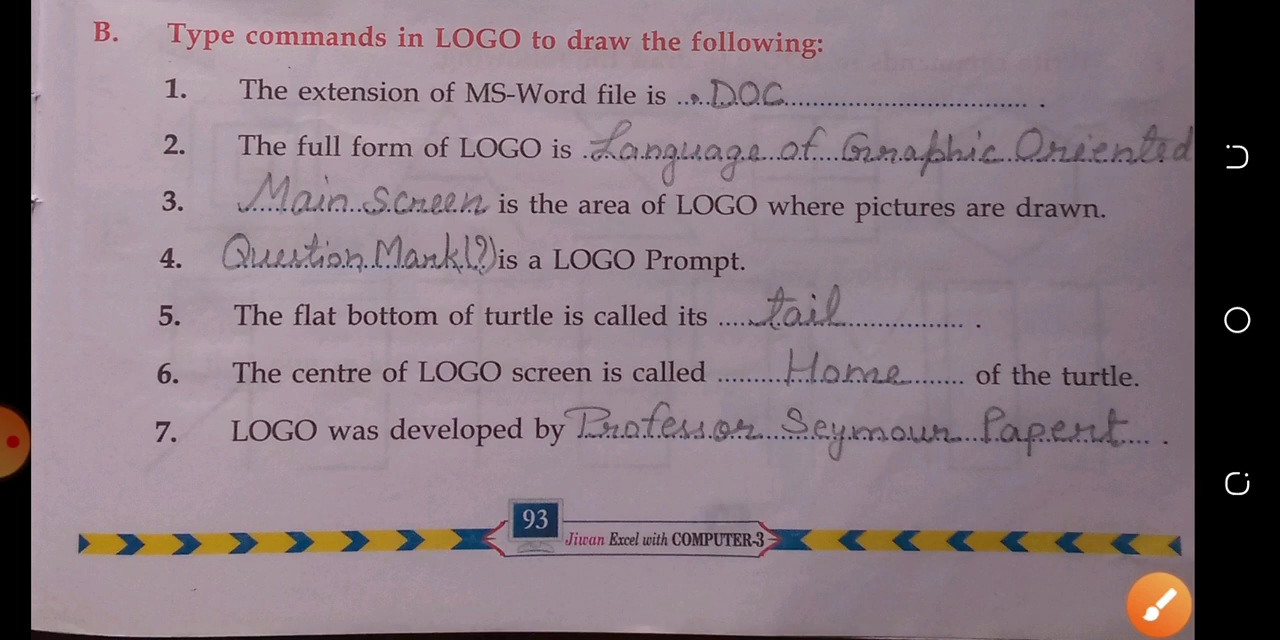 B. Type commands in LOGO to draw the following:
1. The extension of MS-Word file is .DOC .
2. The full form of LOGO is Language of Graphic Oriented
3. Main Screen is the area of LOGO where pictures are drawn.
4. Question Mark(?) is a LOGO Prompt.
5. The flat bottom of turtle is called its tail .
6. The centre of LOGO screen is called Home of the turtle.
7. LOGO was developed by Professor Seymour Papert .
93
Jiwan Excel with COMPUTER-3